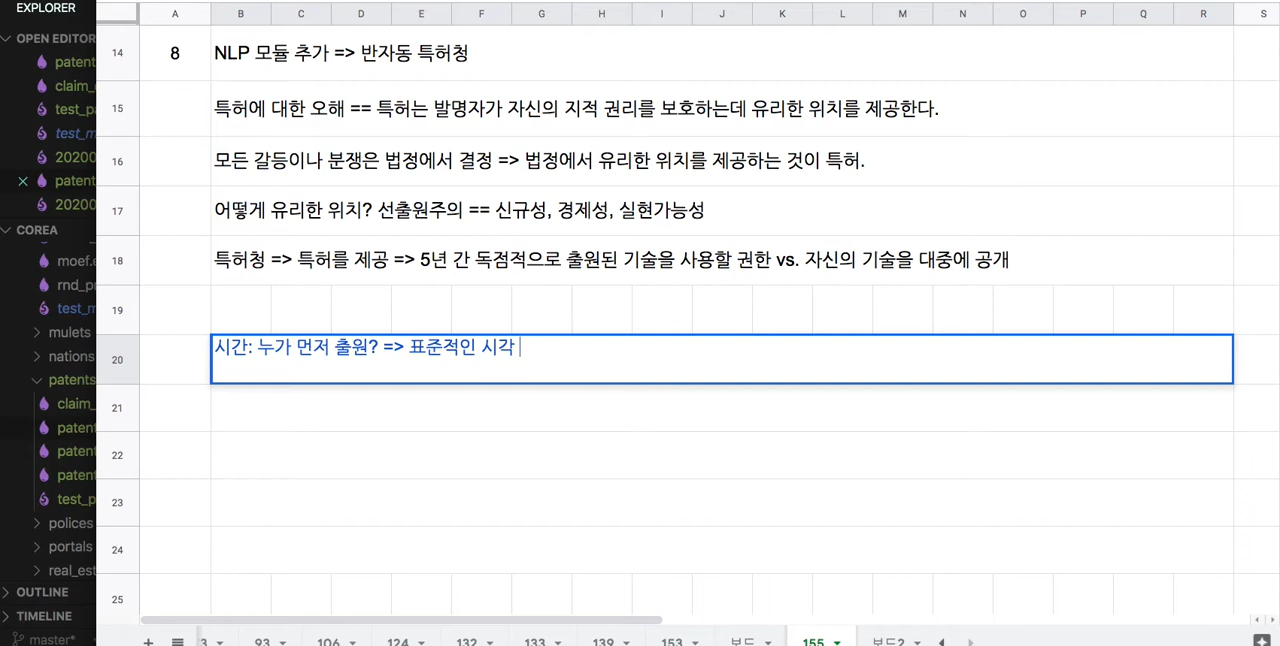 EXPLORER
OPEN EDITOR
patent
claim_
test_p
test_m
20200
patent
20200
COREA
moef.e
rnd_p
test_m
mulets
nations
patents
claim_
patent
patent
patent
test_p
polices
portals
real_est
OUTLINE
TIMELINE
master*
A B C D E F G H I J K L M N O P Q R S
14 8 NLP 모듈 추가 => 반자동 특허청
15 특허에 대한 오해 == 특허는 발명자가 자신의 지적 권리를 보호하는데 유리한 위치를 제공한다.
16 모든 갈등이나 분쟁은 법정에서 결정 => 법정에서 유리한 위치를 제공하는 것이 특허.
17 어떻게 유리한 위치? 선출원주의 == 신규성, 경제성, 실현가능성
18 특허청 => 특허를 제공 => 5년 간 독점적으로 출원된 기술을 사용할 권한 vs. 자신의 기술을 대중에 공개
19
20 시간: 누가 먼저 출원? => 표준적인 시각
21
22
23
24
25
3 93 106 124 132 133 139 153 보드 155 보드2